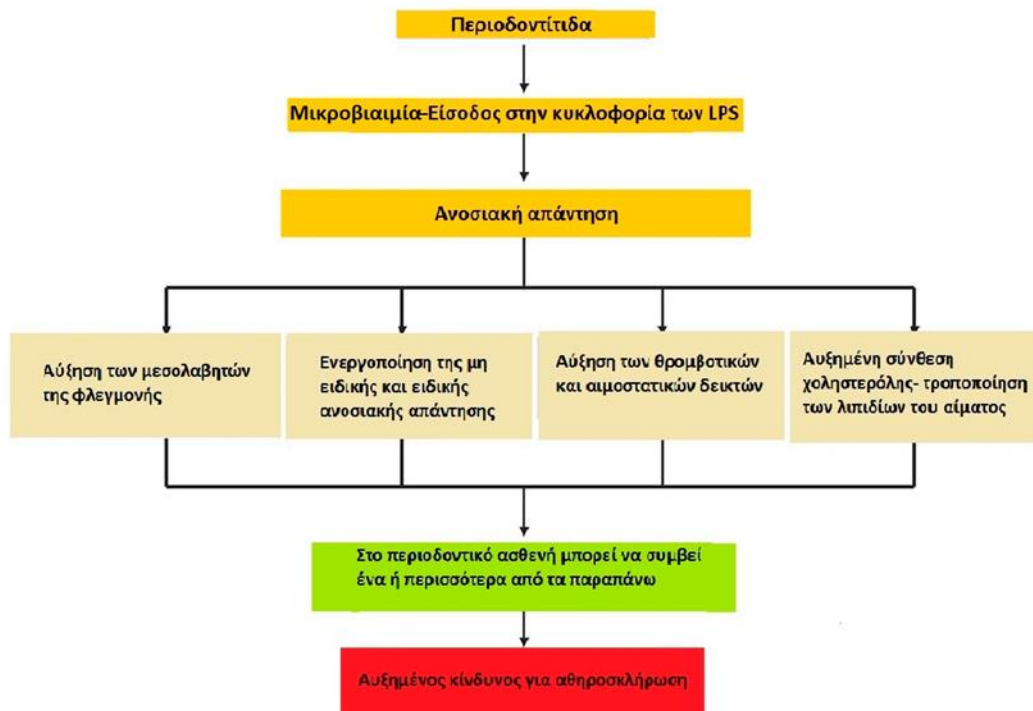 Περιοδοντίτιδα
Μικροβιαιμία-Είσοδος στην κυκλοφορία των LPS
Ανοσιακή απάντηση
Αύξηση των μεσολαβητών
της φλεγμονής
Ενεργοποίηση της μη
ειδικής και ειδικής
ανοσιακής απάντησης
Αύξηση των θρομβοτικών
και αιμοστατικών δεικτών
Αυξημένη σύνθεση
χοληστερόλης- τροποποίηση
των λιπιδίων του αίματος
Στο περιοδοντικό ασθενή μπορεί να συμβεί
ένα ή περισσότερα από τα παραπάνω
Αυξημένος κίνδυνος για αθηροσκλήρωση